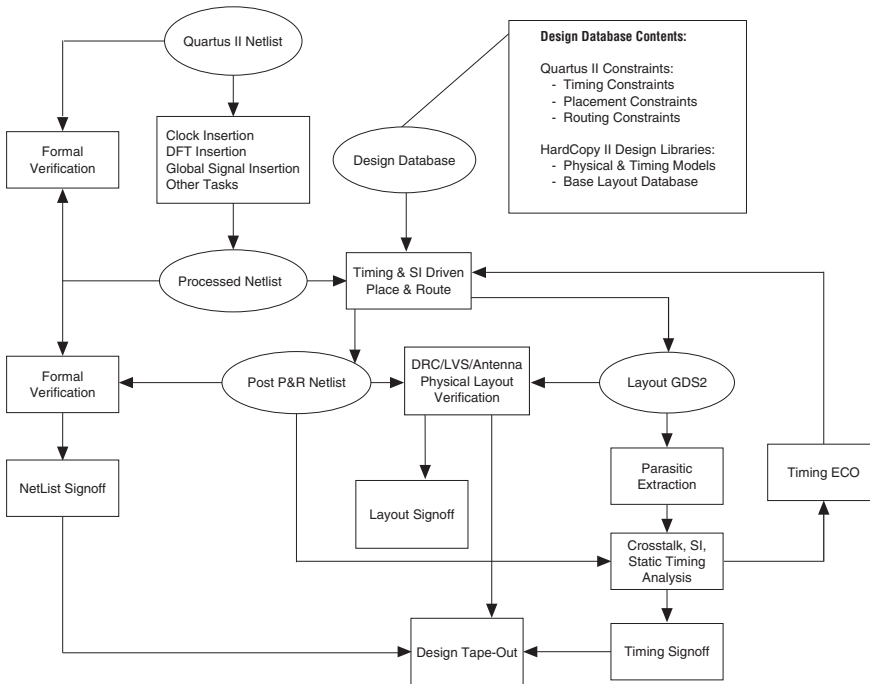 Quartus II Netlist
Design Database Contents:
Quartus II Constraints:
- Timing Constraints
- Placement Constraints
- Routing Constraints
HardCopy II Design Libraries:
- Physical & Timing Models
- Base Layout Database
Formal
Verification
Clock Insertion
DFT Insertion
Global Signal Insertion
Other Tasks
Design Database
Processed Netlist
Timing & SI Driven
Place & Route
Formal
Verification
Post P&R Netlist
DRC/LVS/Antenna
Physical Layout
Verification
Layout GDS2
NetList Signoff
Layout Signoff
Parasitic
Extraction
Timing ECO
Crosstalk, SI,
Static Timing
Analysis
Design Tape-Out
Timing Signoff